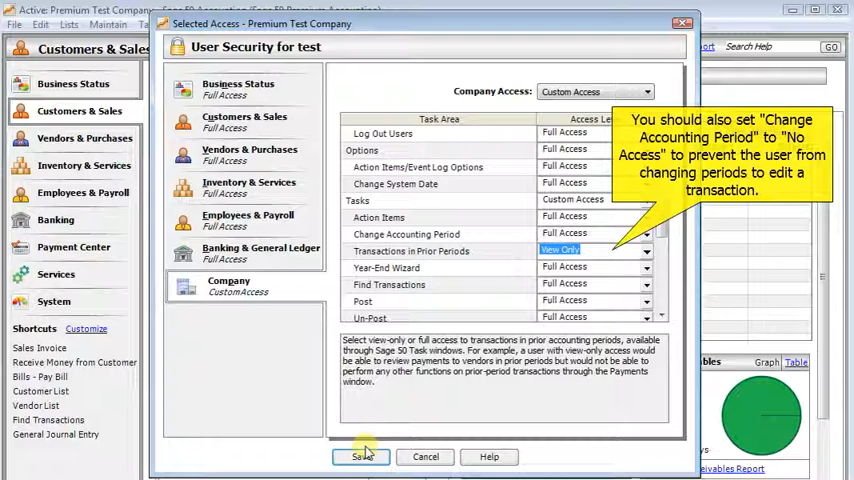 Active: Premium Test Company
File
Edit
Lists
Maintain
Selected Access - Premium Test Company
User Security for test
Customers & Sales
Business Status
Customers & Sales
Vendors & Purchases
Inventory & Services
Employees & Payroll
Banking
Payment Center
Services
System
Shortcuts Customize
Sales Invoice
Receive Money from Customer
Bills - Pay Bill
Customer List
Vendor List
Find Transactions
General Journal Entry
Business Status
Full Access
Customers & Sales
Full Access
Vendors & Purchases
Full Access
Inventory & Services
Full Access
Employees & Payroll
Full Access
Banking & General Ledger
Full Access
Company
Custom Access
Company Access: Custom Access
Task Area
Log Out Users Full Access
Options Full Access
Action Items/Event Log Options Full Access
Change System Date Full Access
Tasks Custom Access
Action Items Full Access
Change Accounting Period Full Access
Transactions in Prior Periods View Only
Year-End Wizard Full Access
Find Transactions Full Access
Post Full Access
Un-Post Full Access
Select view-only or full access to transactions in prior accounting periods, available
through Sage 50 Task windows. For example, a user with view-only access would
be able to review payments to vendors in prior periods but would not be able to
perform any other functions on prior-period transactions through the Payments
window.
Cancel
Help
You should also set "Change
Accounting Period" to "No
Access" to prevent the user from
changing periods to edit a
transaction.
Search Help
GO
Graph Table